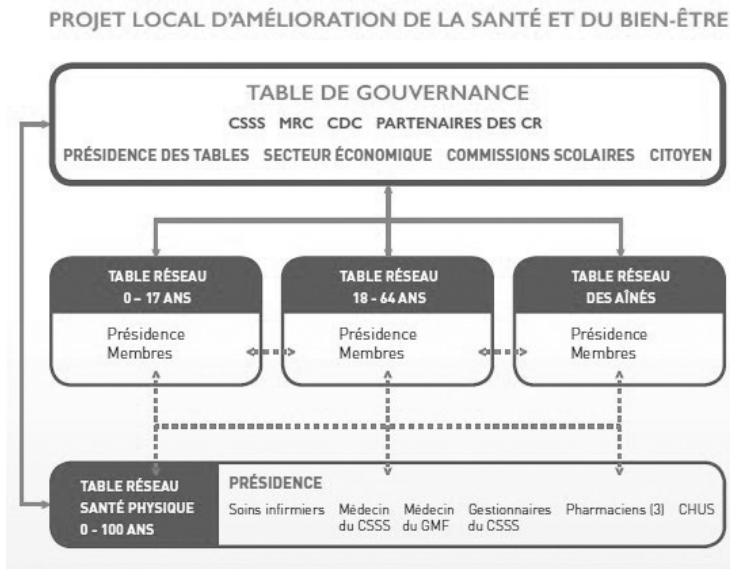 PROJET LOCAL D'AMÉLIORATION DE LA SANTÉ ET DU BIEN-ÊTRE
TABLE DE GOUVERNANCE
CSSS MRC CDC PARTENAIRES DES CR
PRÉSIDENCE DES TABLES SECTEUR ÉCONOMIQUE COMMISSIONS SCOLAIRES CITOYEN
TABLE RÉSEAU
0 – 17 ANS
Présidence
Membres
TABLE RÉSEAU
18 - 64 ANS
Présidence
Membres
TABLE RÉSEAU
DES AÎNÉS
Présidence
Membres
TABLE RÉSEAU
SANTÉ PHYSIQUE
0 - 100 ANS
PRÉSIDENCE
Soins infirmiers
Médecin
du CSSS
Médecin
du GMF
Gestionnaires
du CSSS
Pharmaciens (3)
CHUS